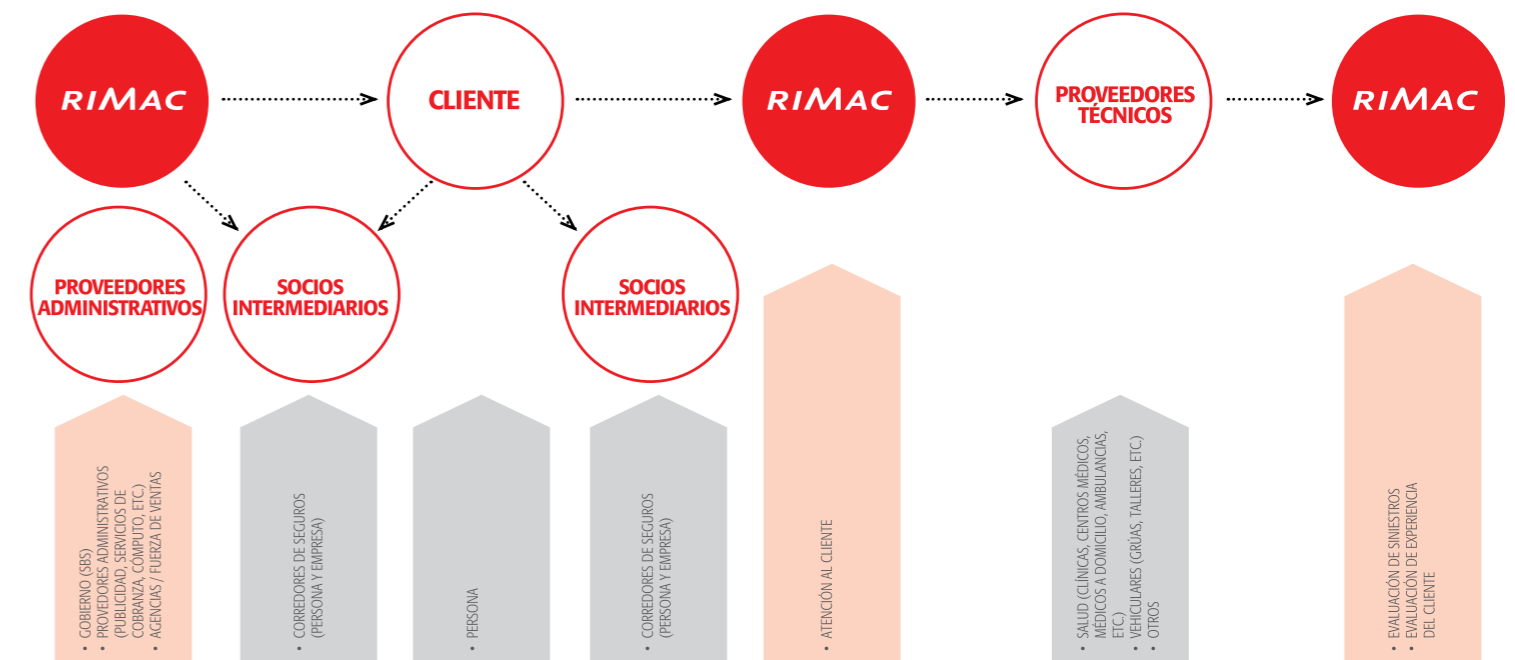 RIMAC
CLIENTE
RIMAC
PROVEEDORES
TÉCNICOS
RIMAC
PROVEEDORES
ADMINISTRATIVOS
SOCIOS
INTERMEDIARIOS
SOCIOS
INTERMEDIARIOS
• GOBIERNO (SBS)
• PROVEDORES ADMINISTRATIVOS
(PUBLICIDAD, SERVICIOS DE
COBRANZA, CÓMPUTO, ETC.)
• AGENCIAS / FUERZA DE VENTAS
• CORREDORES DE SEGUROS
(PERSONA Y EMPRESA)
• PERSONA
• CORREDORES DE SEGUROS
(PERSONA Y EMPRESA)
• ATENCIÓN AL CLIENTE
• SALUD (CLÍNICAS, CENTROS MÉDICOS,
MÉDICOS A DOMICILIO, AMBULANCIAS,
ETC.)
• VEHICULARES (GRÚAS, TALLERES, ETC.)
• OTROS
• EVALUACIÓN DE SINIESTROS
• EVALUACIÓN DE EXPERIENCIA
DEL CLIENTE